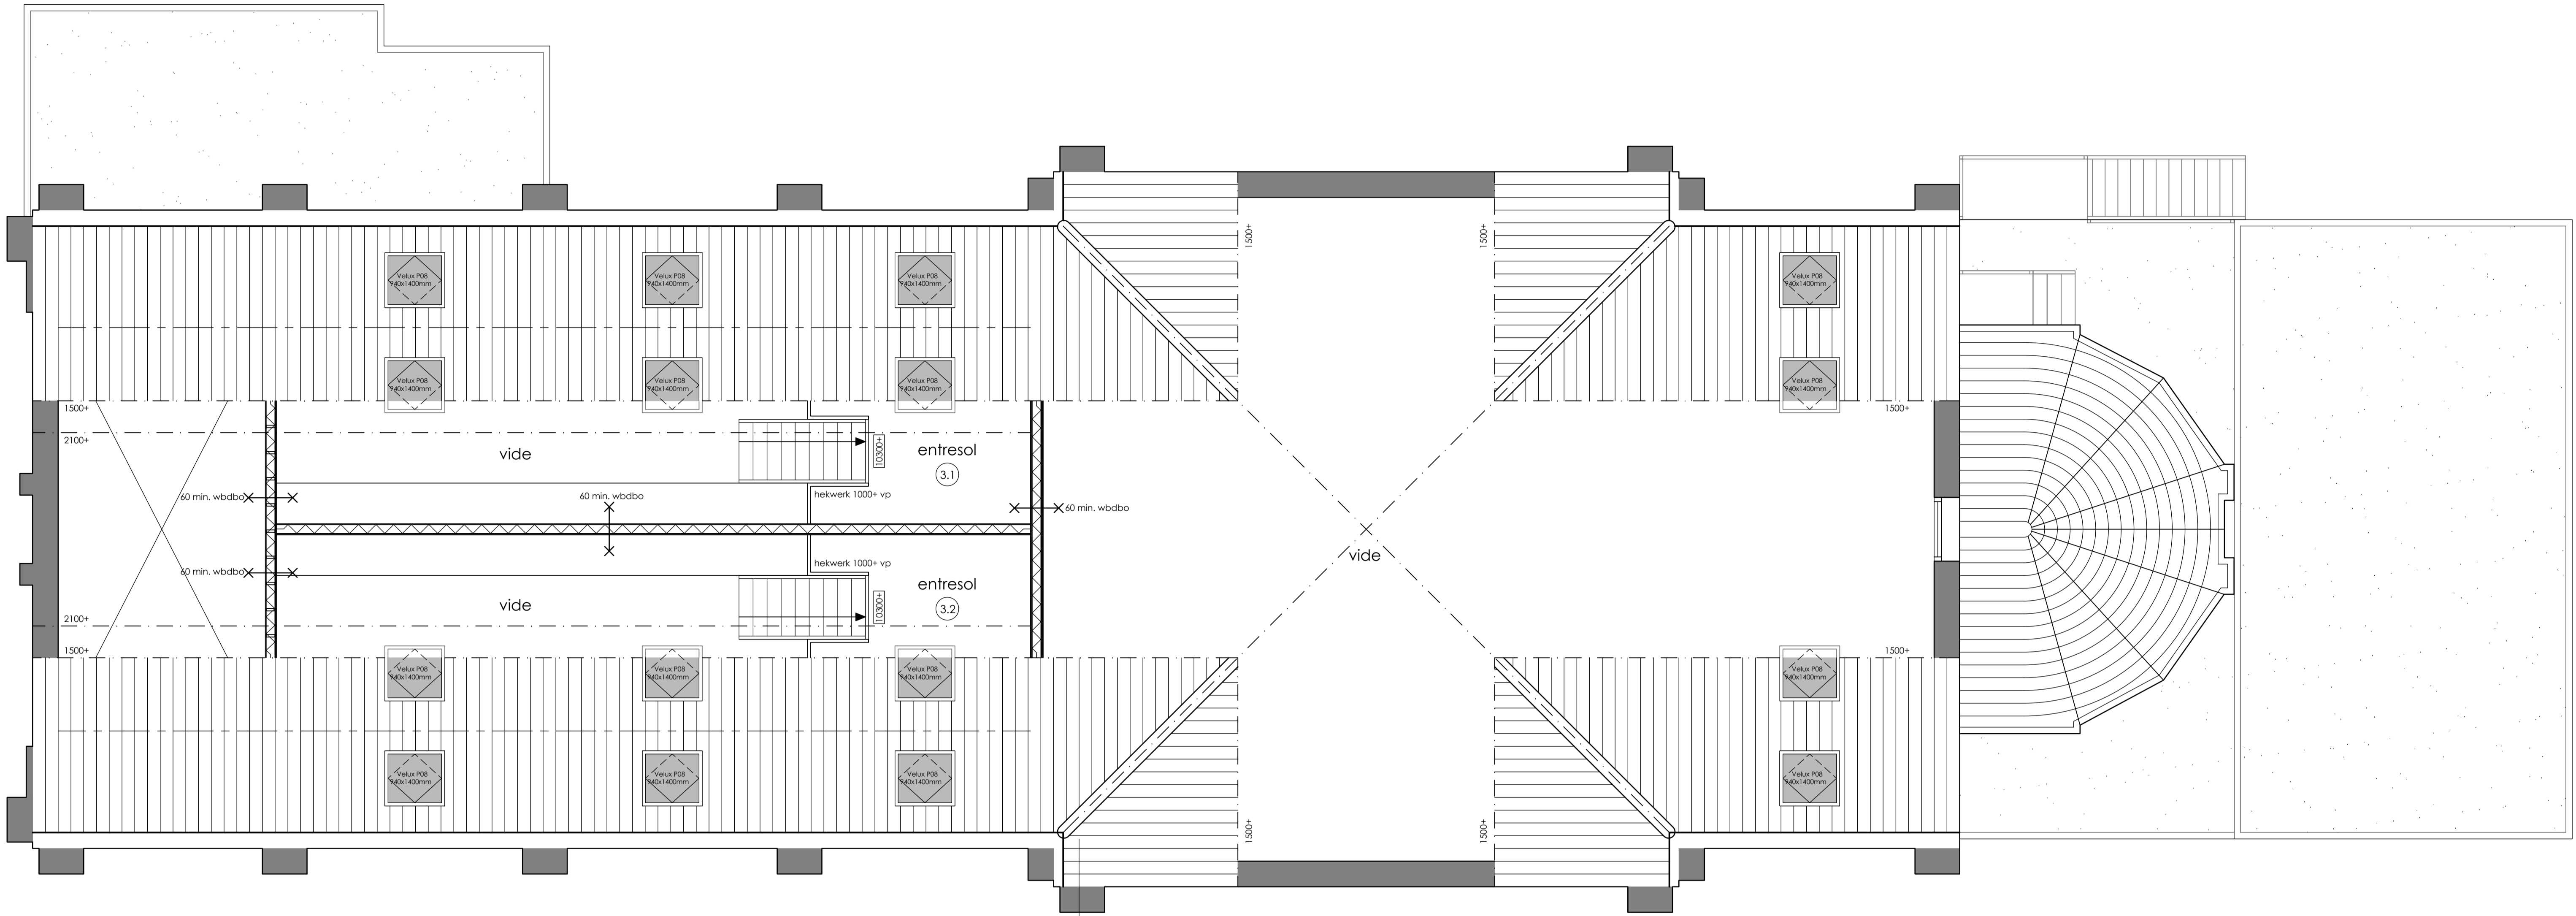 1500+
1500+
Velux P08
940x1400mm
Velux P08
940x1400mm
Velux P08
940x1400mm
Velux P08
940x1400mm
Velux P08
940x1400mm
Velux P08
940x1400mm
Velux P08
940x1400mm
Velux P08
940x1400mm
1500+
1500+
2100+
vide
10300+
entresol
3.1
60 min. wbdbo
60 min. wbdbo
hekwerk 1000+ vp
60 min. wbdbo
vide
hekwerk 1000+ vp
60 min. wbdbo
entresol
vide
10300+
3.2
2100+
1500+
1500+
Velux P08
940x1400mm
Velux P08
940x1400mm
Velux P08
940x1400mm
Velux P08
940x1400mm
Velux P08
940x1400mm
Velux P08
940x1400mm
Velux P08
940x1400mm
Velux P08
940x1400mm
1500+
1500+